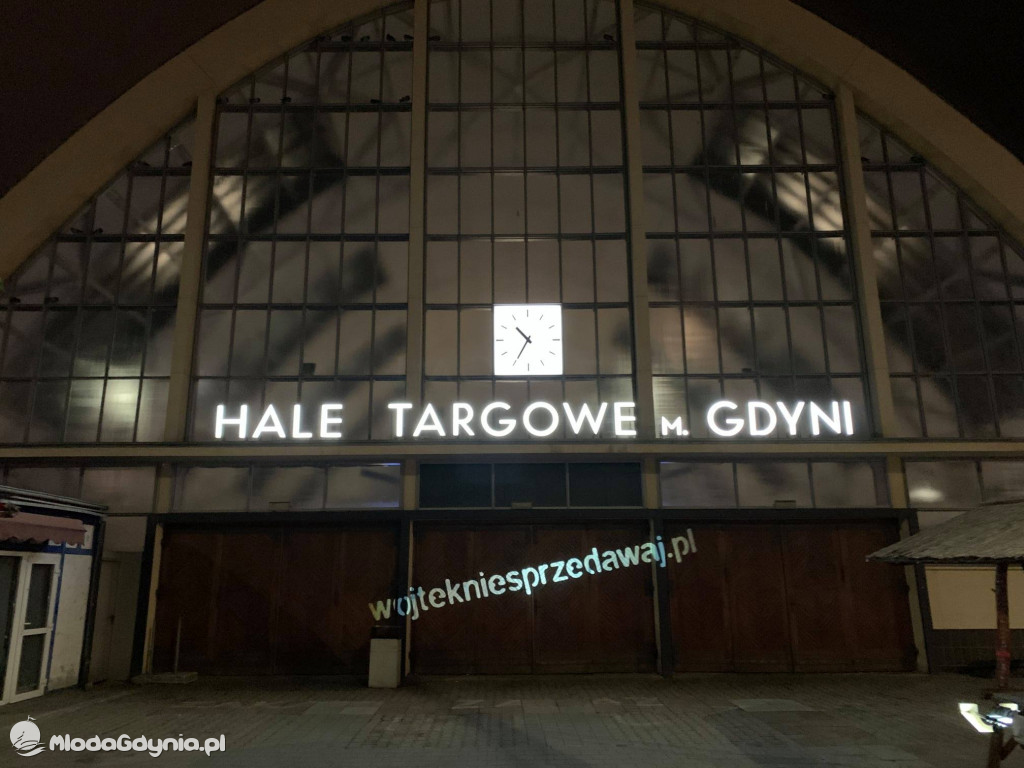 HALE TARGOWE M. GDYNI
wojtekniesprzedawaj.pl
MlodaGdynia.pl